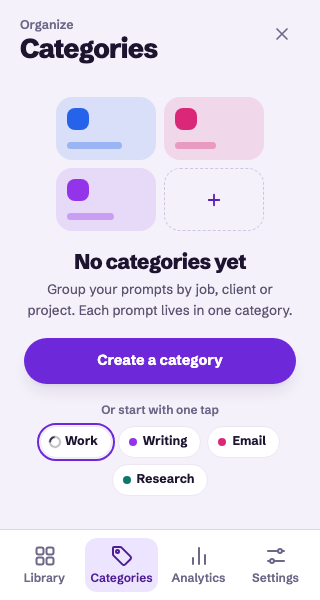 Organize
Categories
No categories yet
Group your prompts by job, client or
project. Each prompt lives in one category.
Create a category
Or start with one tap
Work
Writing
Email
Research
Library
Categories
Analytics
Settings